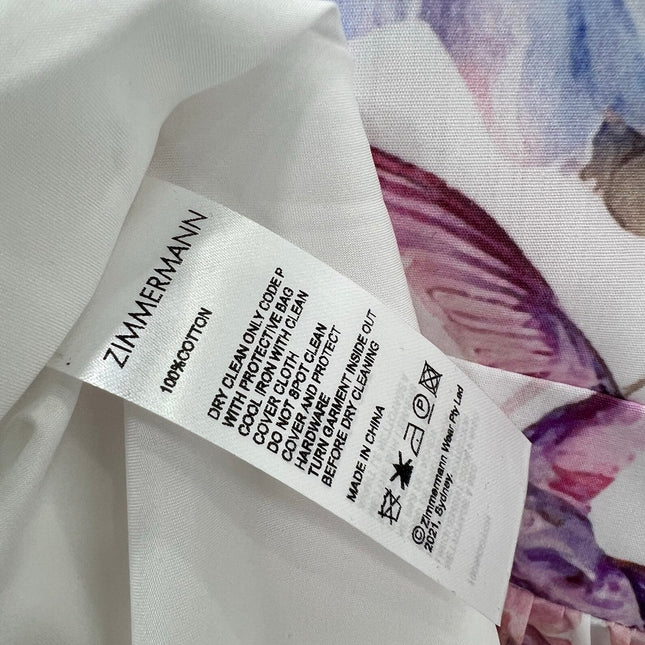 ZIMMERMANN
100%COTTON
DRY CLEAN ONLY CODE P
WITH PROTECTIVE BAG
COOL IRON WITH CLEAN
COVER CLOTH
DO NOT SPOT CLEAN
COVER AND PROTECT
HARDWARE
TURN GARMENT INSIDE OUT
BEFORE DRY CLEANING
MADE IN CHINA
P
©Zimmermann Wear Pty Led
2021, Sydney.